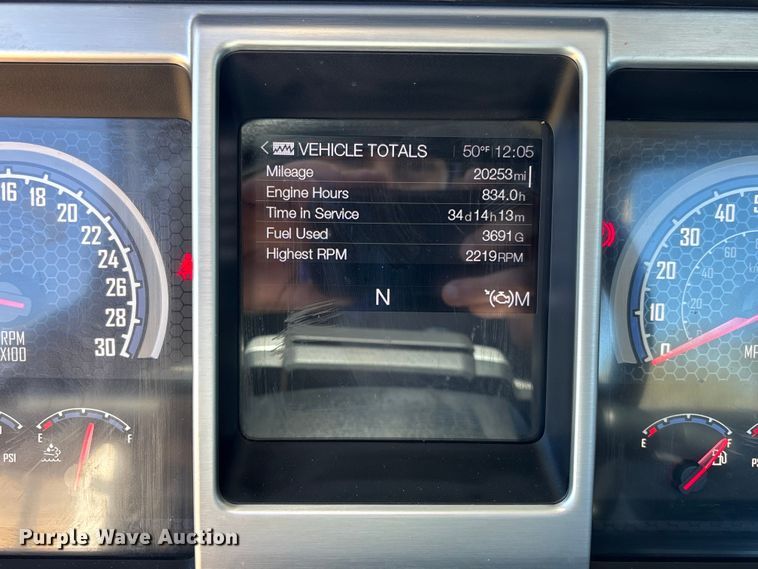 VEHICLE TOTALS 50°F 12:05
Mileage 20253mi
Engine Hours 834.0h
Time in Service 34d14h13m
Fuel Used 3691G
Highest RPM 2219RPM
N M
16 18 20 22 24 26 28 30
RPM
X100
E F
PSI
0 10 20 30 40
E F
Purple Wave Auction